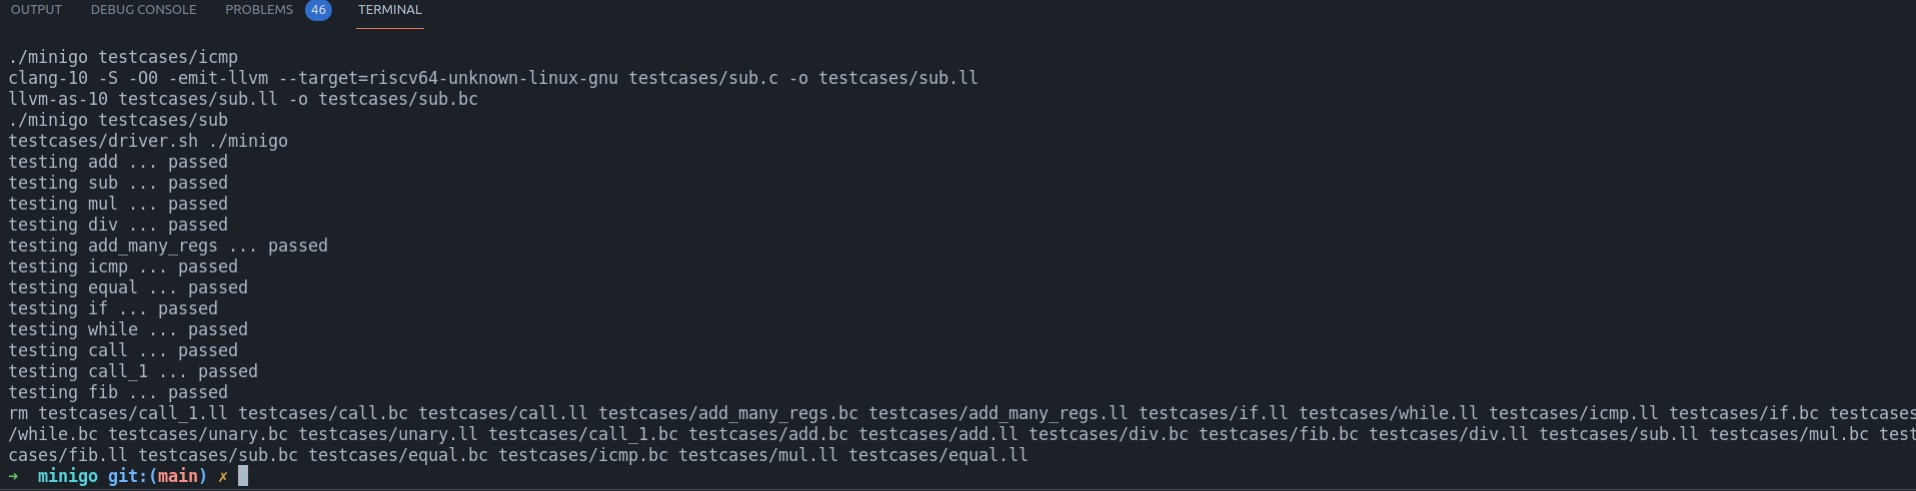 OUTPUT DEBUG CONSOLE PROBLEMS 46 TERMINAL
./minigo testcases/icmp
clang-10 -S -O0 -emit-llvm --target=riscv64-unknown-linux-gnu testcases/sub.c -o testcases/sub.ll
llvm-as-10 testcases/sub.ll -o testcases/sub.bc
./minigo testcases/sub
testcases/driver.sh ./minigo
testing add ... passed
testing sub ... passed
testing mul ... passed
testing div ... passed
testing add_many_regs ... passed
testing icmp ... passed
testing equal ... passed
testing if ... passed
testing while ... passed
testing call ... passed
testing call_1 ... passed
testing fib ... passed
rm testcases/call_1.ll testcases/call.bc testcases/call.ll testcases/add_many_regs.bc testcases/add_many_regs.ll testcases/if.ll testcases/while.ll testcases/icmp.ll testcases/if.bc testcases
/while.bc testcases/unary.bc testcases/unary.ll testcases/call_1.bc testcases/add.bc testcases/add.ll testcases/div.bc testcases/fib.bc testcases/div.ll testcases/sub.ll testcases/mul.bc test
cases/fib.ll testcases/sub.bc testcases/equal.bc testcases/icmp.bc testcases/mul.ll testcases/equal.ll
→ minigo git:(main) ✗